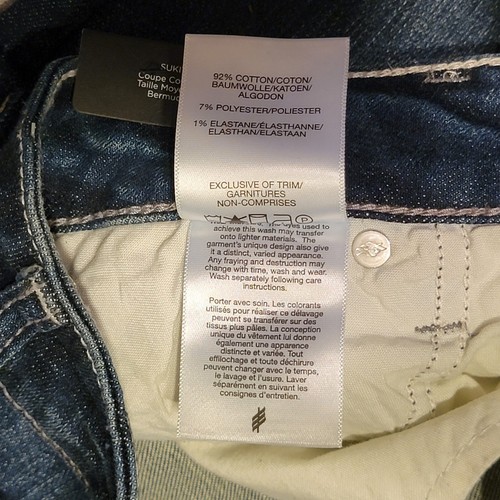 SUKI
Coupe Co
Taille Moye
Bermud
92% COTTON/COTON/
BAUMWOLLE/KATOEN/
ALGODON
7% POLYESTER/POLIESTER
1% ELASTANE/ÉLASTHANNE/
ELASTHAN/ELASTAAN
EXCLUSIVE OF TRIM/
GARNITURES
NON-COMPRISES
P
used to
achieve this wash may transfer
onto lighter materials. The
garment's unique design also give
it a distinct, varied appearance.
Any fraying and destruction may
change with time, wash and wear.
Wash separately following care
instructions.
Porter avec soin. Les colorants
utilisés pour réaliser ce délavage
peuvent se transférer sur des
tissus plus pâles. La conception
unique du vêtement lui donne
également une apparence
distincte et variée. Tout
effilochage et toute déchirure
peuvent changer avec le temps,
le lavage et l'usure. Laver
séparément en suivant les
consignes d'entretien.